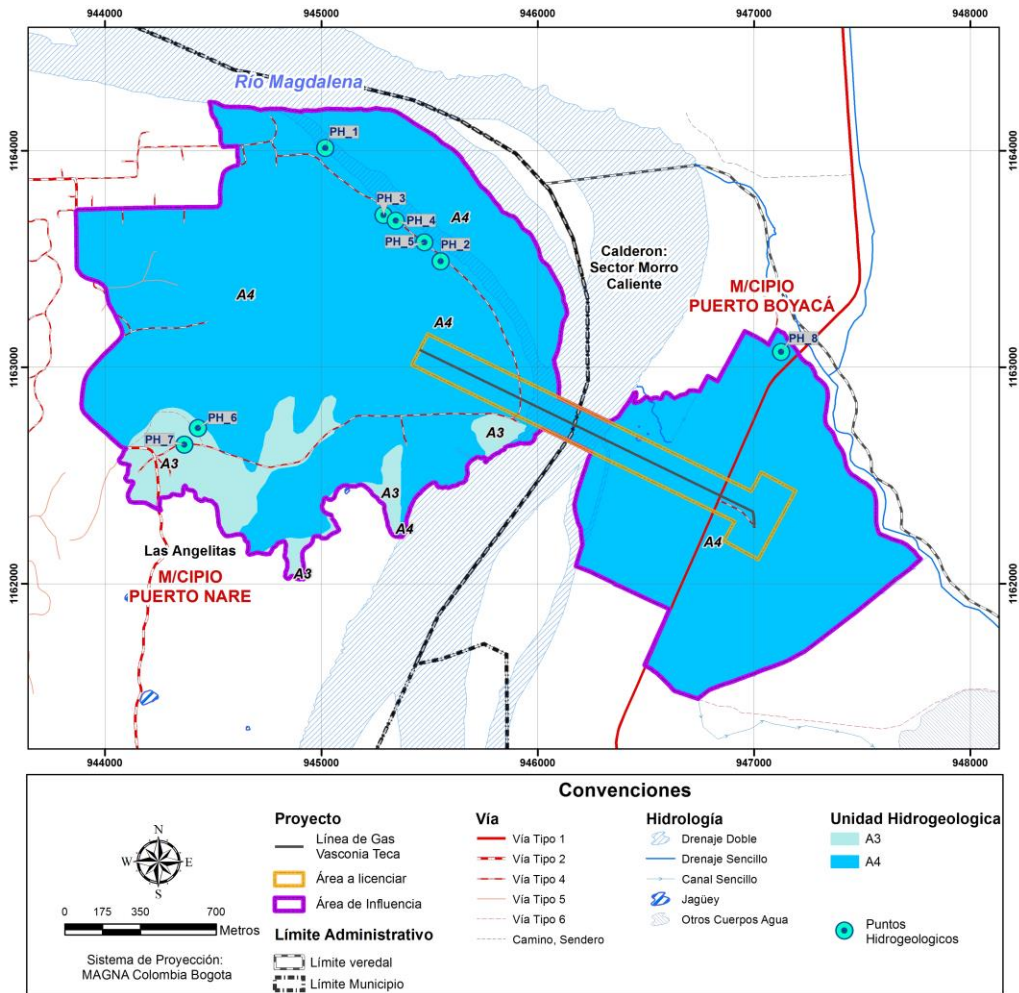 944000
945000
946000
947000
948000
Río Magdalena
1164000
1164000
PH_1
PH_3
PH_4
A4
PH_5
PH_2
Calderon:
Sector Morro
Caliente
M/CIPIO
PUERTO BOYACÁ
A4
A4
PH_8
1163000
1163000
PH_6
PH_7
A3
A3
A3
A4
A4
Las Angelitas
A3
M/CIPIO
PUERTO NARE
1162000
1162000
944000
945000
946000
947000
948000
Convenciones
N
W
E
S
0
175
350
700
Metros
Sistema de Proyección:
MAGNA Colombia Bogota
Proyecto
Línea de Gas
Vasconia Teca
Área a licenciar
Área de Influencia
Límite Administrativo
Límite veredal
Límite Municipio
Vía
Vía Tipo 1
Vía Tipo 2
Vía Tipo 4
Vía Tipo 5
Vía Tipo 6
Camino, Sendero
Hidrología
Drenaje Doble
Drenaje Sencillo
Canal Sencillo
Jagüey
Otros Cuerpos Agua
Unidad Hidrogeologica
A3
A4
Puntos
Hidrogeologicos